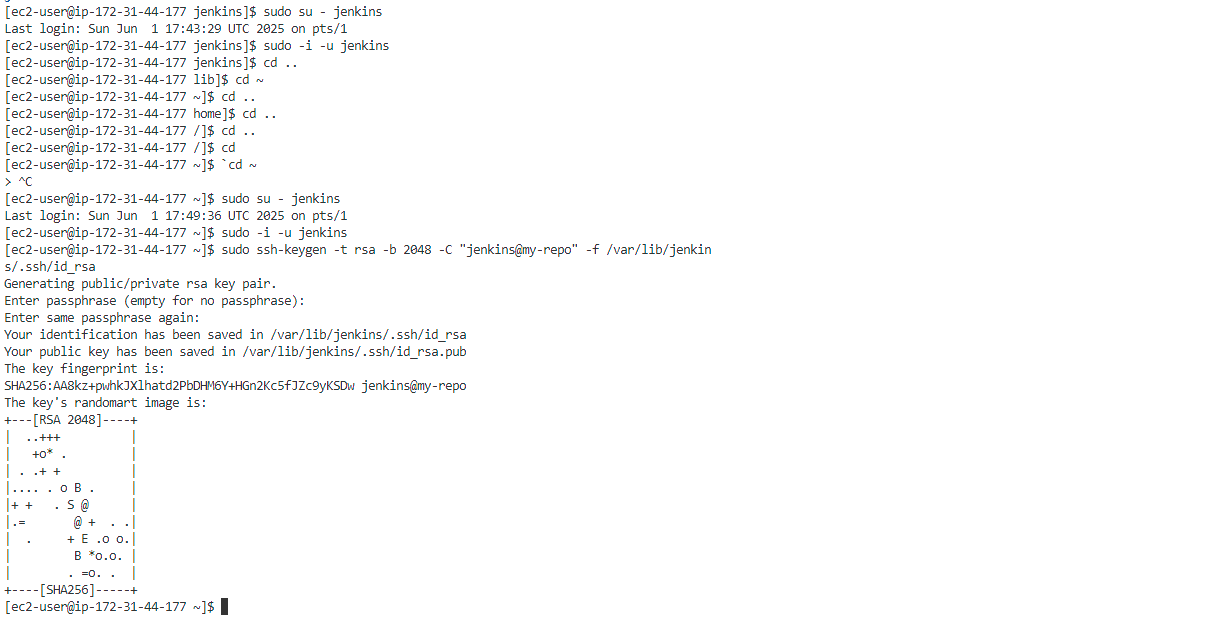 [ec2-user@ip-172-31-44-177 jenkins]$ sudo su - jenkins
Last login: Sun Jun  1 17:43:29 UTC 2025 on pts/1
[ec2-user@ip-172-31-44-177 jenkins]$ sudo -i -u jenkins
[ec2-user@ip-172-31-44-177 jenkins]$ cd ..
[ec2-user@ip-172-31-44-177 lib]$ cd ~
[ec2-user@ip-172-31-44-177 ~]$ cd ..
[ec2-user@ip-172-31-44-177 home]$ cd ..
[ec2-user@ip-172-31-44-177 /]$ cd ..
[ec2-user@ip-172-31-44-177 /]$ cd
[ec2-user@ip-172-31-44-177 ~]$ `cd ~
> ^C
[ec2-user@ip-172-31-44-177 ~]$ sudo su - jenkins
Last login: Sun Jun  1 17:49:36 UTC 2025 on pts/1
[ec2-user@ip-172-31-44-177 ~]$ sudo -i -u jenkins
[ec2-user@ip-172-31-44-177 ~]$ sudo ssh-keygen -t rsa -b 2048 -C "jenkins@my-repo" -f /var/lib/jenkin
s/.ssh/id_rsa
Generating public/private rsa key pair.
Enter passphrase (empty for no passphrase):
Enter same passphrase again:
Your identification has been saved in /var/lib/jenkins/.ssh/id_rsa
Your public key has been saved in /var/lib/jenkins/.ssh/id_rsa.pub
The key fingerprint is:
SHA256:AA8kz+pwhkJXlhatd2PbDHM6Y+HGn2Kc5fJZc9yKSDw jenkins@my-repo
The key's randomart image is:
+---[RSA 2048]----+
|  ..+++          |
|   +o* .         |
| . .+ +          |
|.... . o B .     |
|+ +   . S @      |
|.=       @ +  . .|
|  .     + E .o o.|
|         B *o.o. |
|        . =o. .  |
+----[SHA256]-----+
[ec2-user@ip-172-31-44-177 ~]$